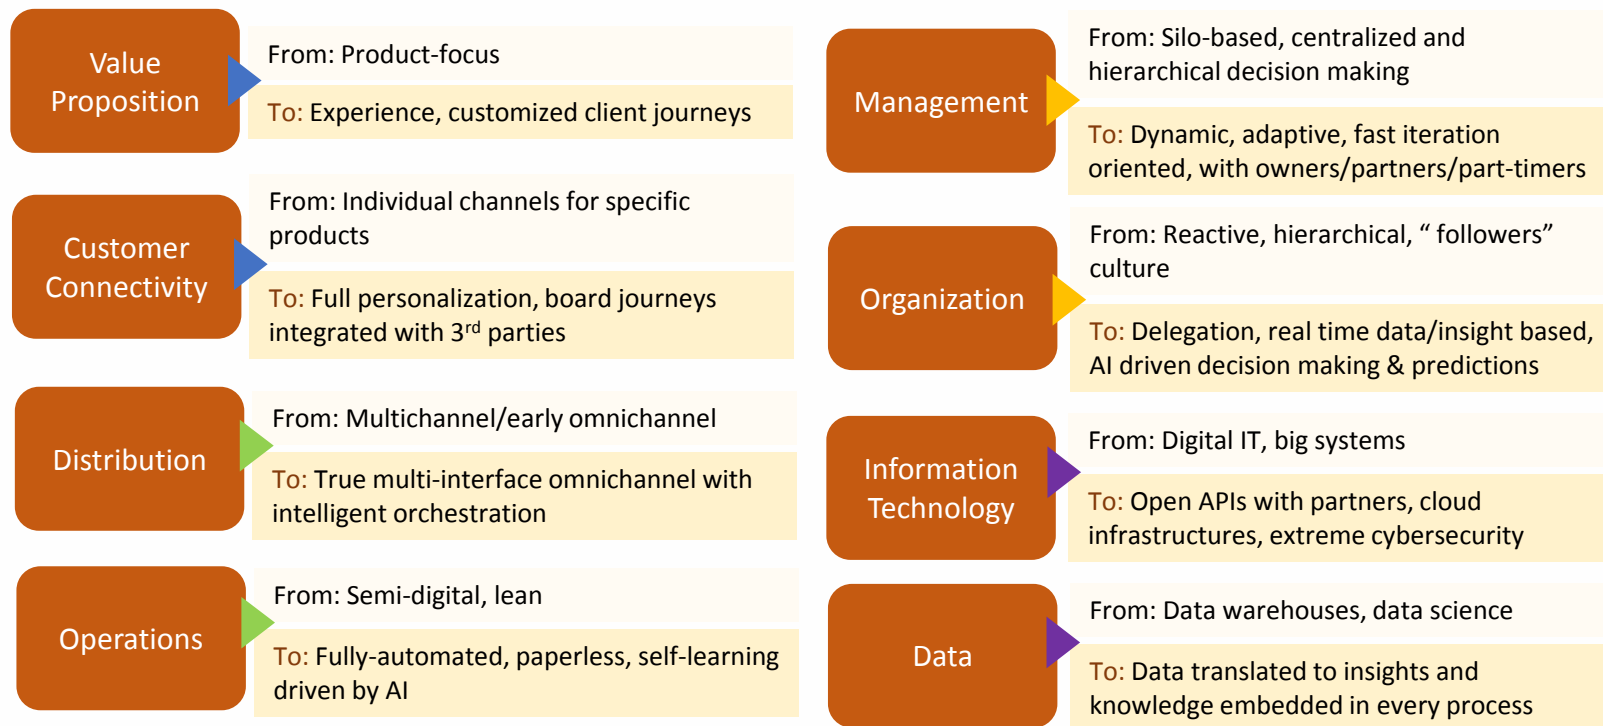 Value
Proposition
From: Product-focus
To: Experience, customized client journeys
Customer
Connectivity
From: Individual channels for specific
products
To: Full personalization, board journeys
integrated with 3rd parties
Distribution
From: Multichannel/early omnichannel
To: True multi-interface omnichannel with
intelligent orchestration
Operations
From: Semi-digital, lean
To: Fully-automated, paperless, self-learning
driven by AI
Management
From: Silo-based, centralized and
hierarchical decision making
To: Dynamic, adaptive, fast iteration
oriented, with owners/partners/part-timers
Organization
From: Reactive, hierarchical, “ followers”
culture
To: Delegation, real time data/insight based,
AI driven decision making & predictions
Information
Technology
From: Digital IT, big systems
To: Open APIs with partners, cloud
infrastructures, extreme cybersecurity
Data
From: Data warehouses, data science
To: Data translated to insights and
knowledge embedded in every process